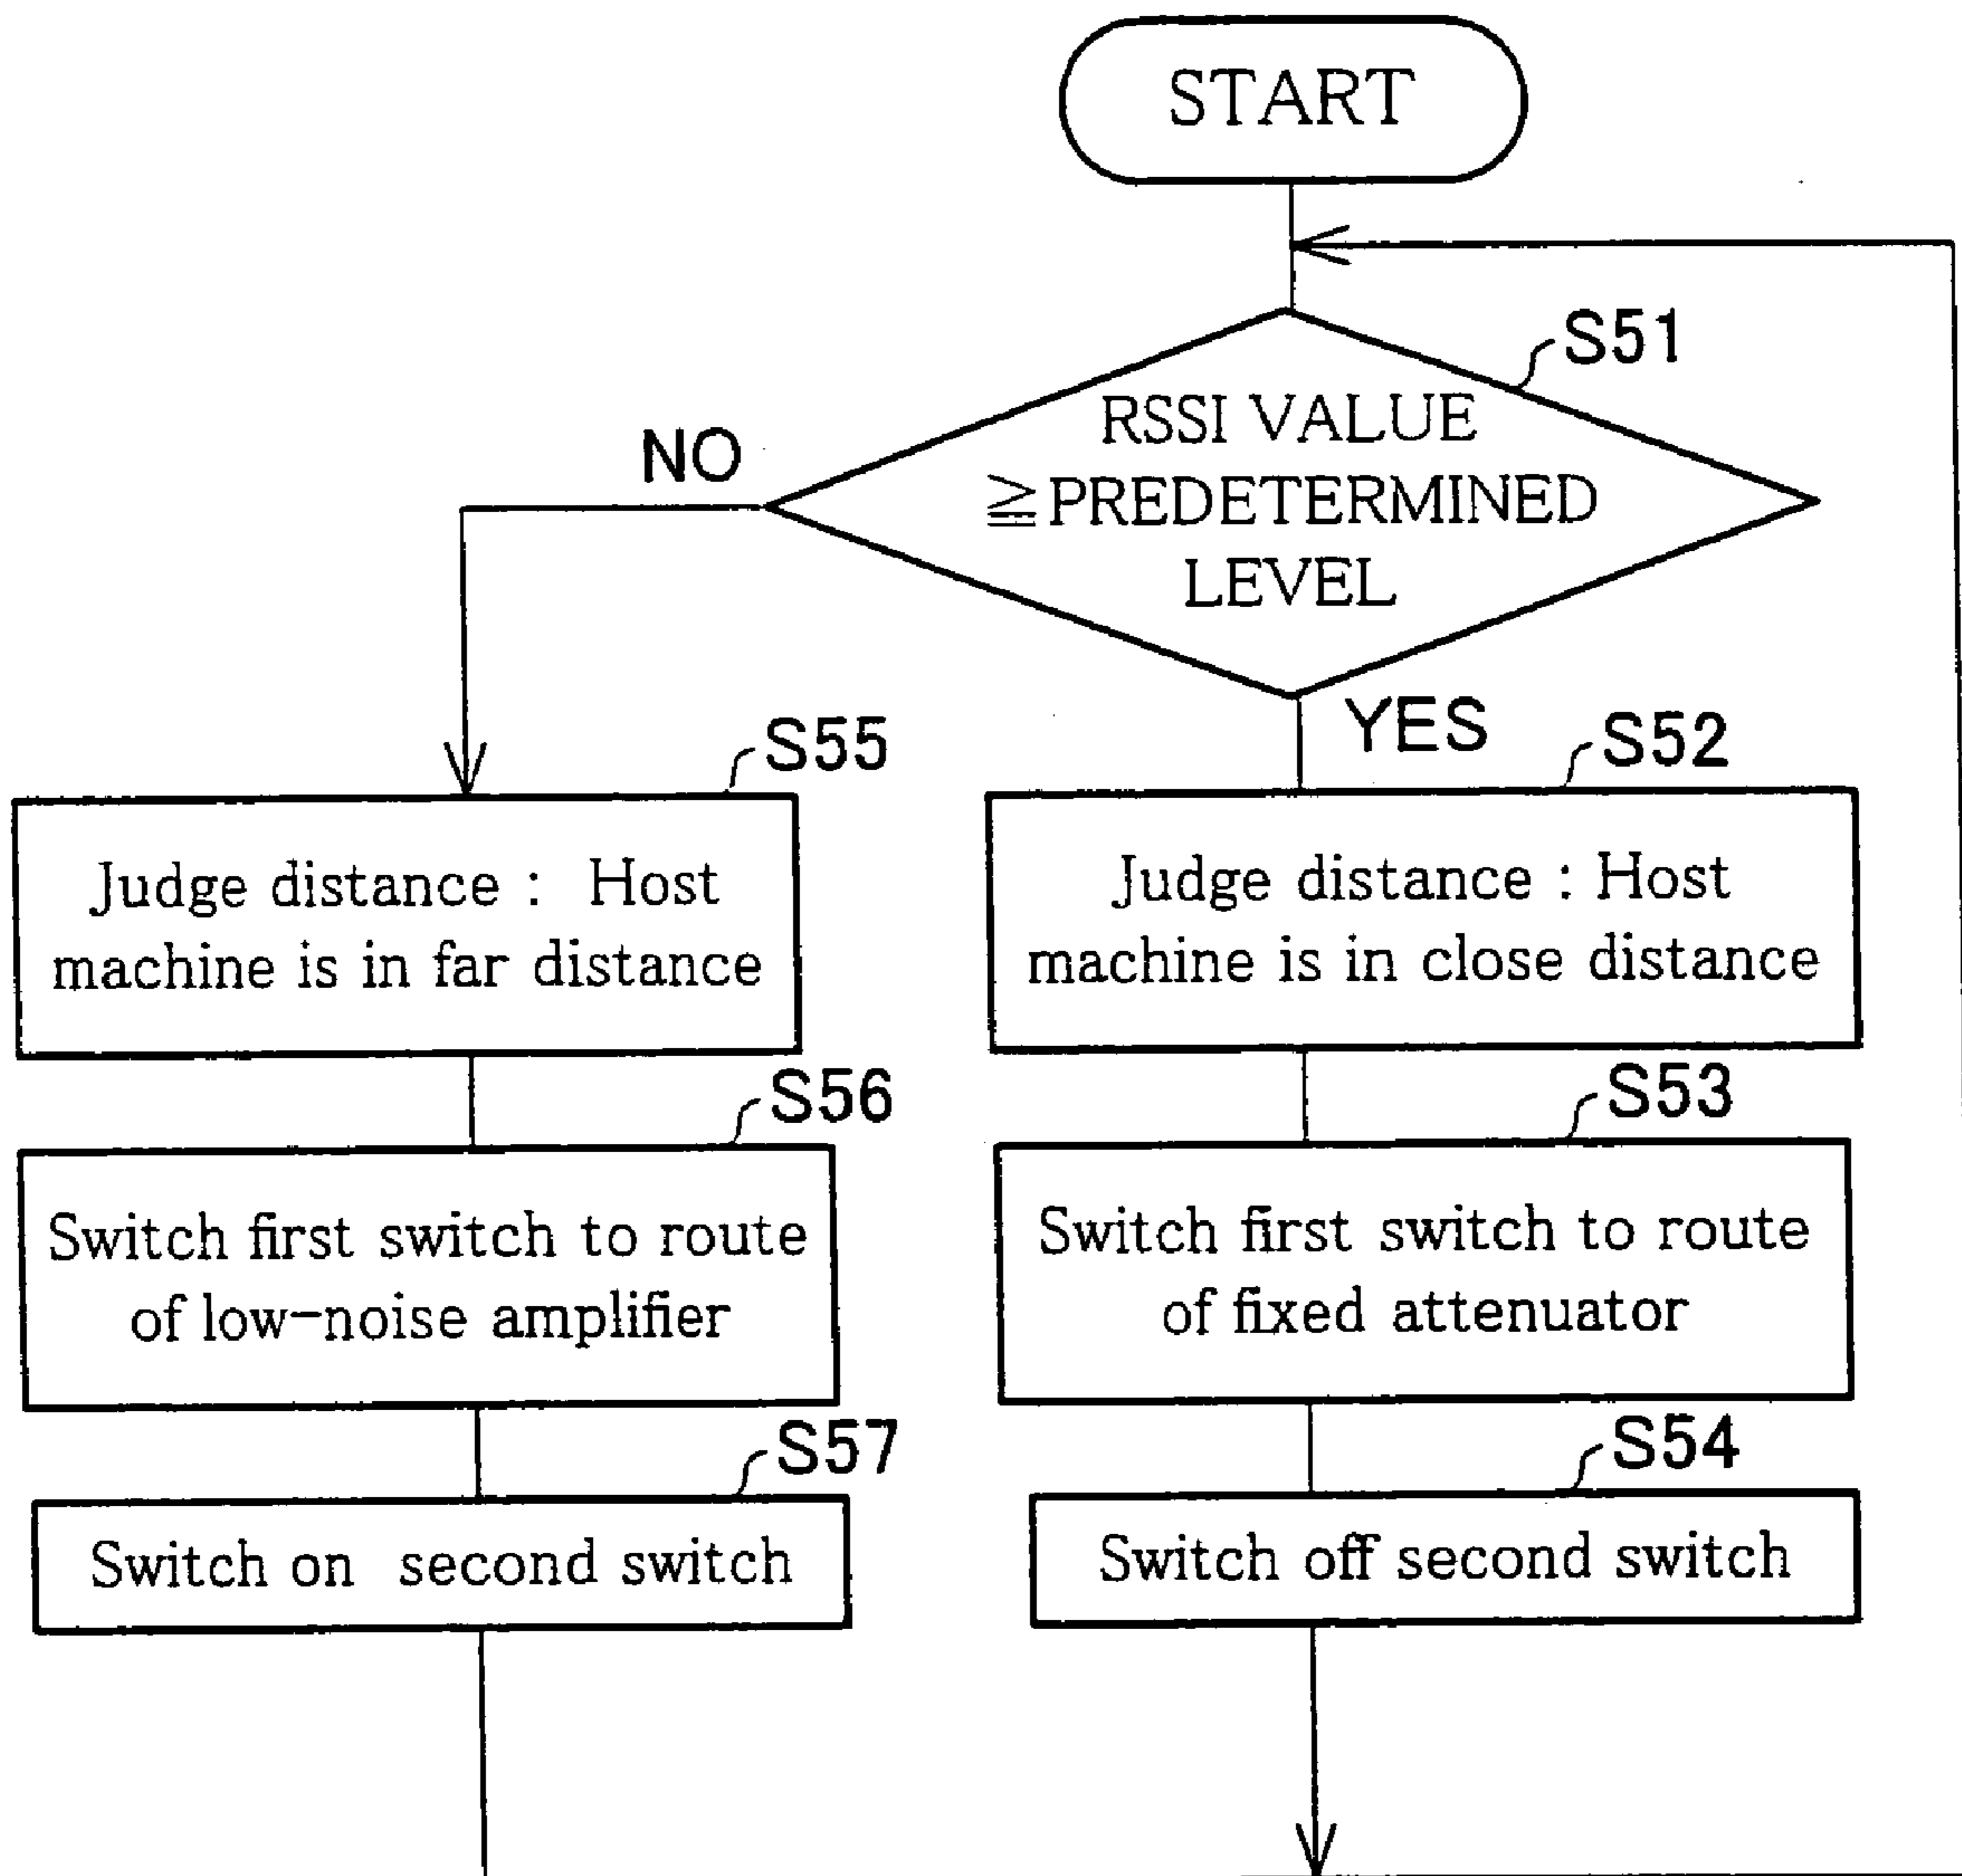 START
S51
RSSI VALUE
≧PREDETERMINED
LEVEL
NO
YES
S55
Judge distance : Host
machine is in far distance
S52
Judge distance : Host
machine is in close distance
S56
Switch first switch to route
of low-noise amplifier
S53
Switch first switch to route
of fixed attenuator
S57
Switch on second switch
S54
Switch off second switch